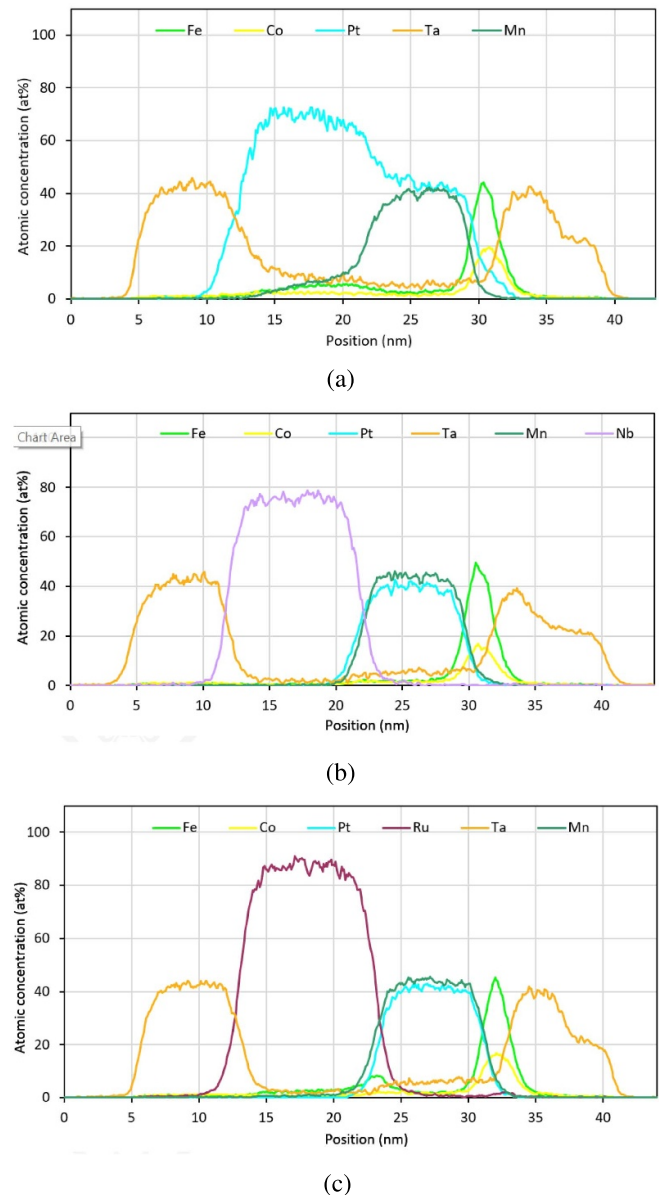 Fe Co Pt Ta Mn
100
80
60
40
20
0
Atomic concentration (at%)
0 5 10 15 20 25 30 35 40
Position (nm)
(a)
Chart Area
Fe Co Pt Ta Mn Nb
80
60
40
20
0
Atomic concentration (at%)
0 5 10 15 20 25 30 35 40
Position (nm)
(b)
Fe Co Pt Ru Ta Mn
100
80
60
40
20
0
Atomic concentration (at%)
0 5 10 15 20 25 30 35 40
Position (nm)
(c)